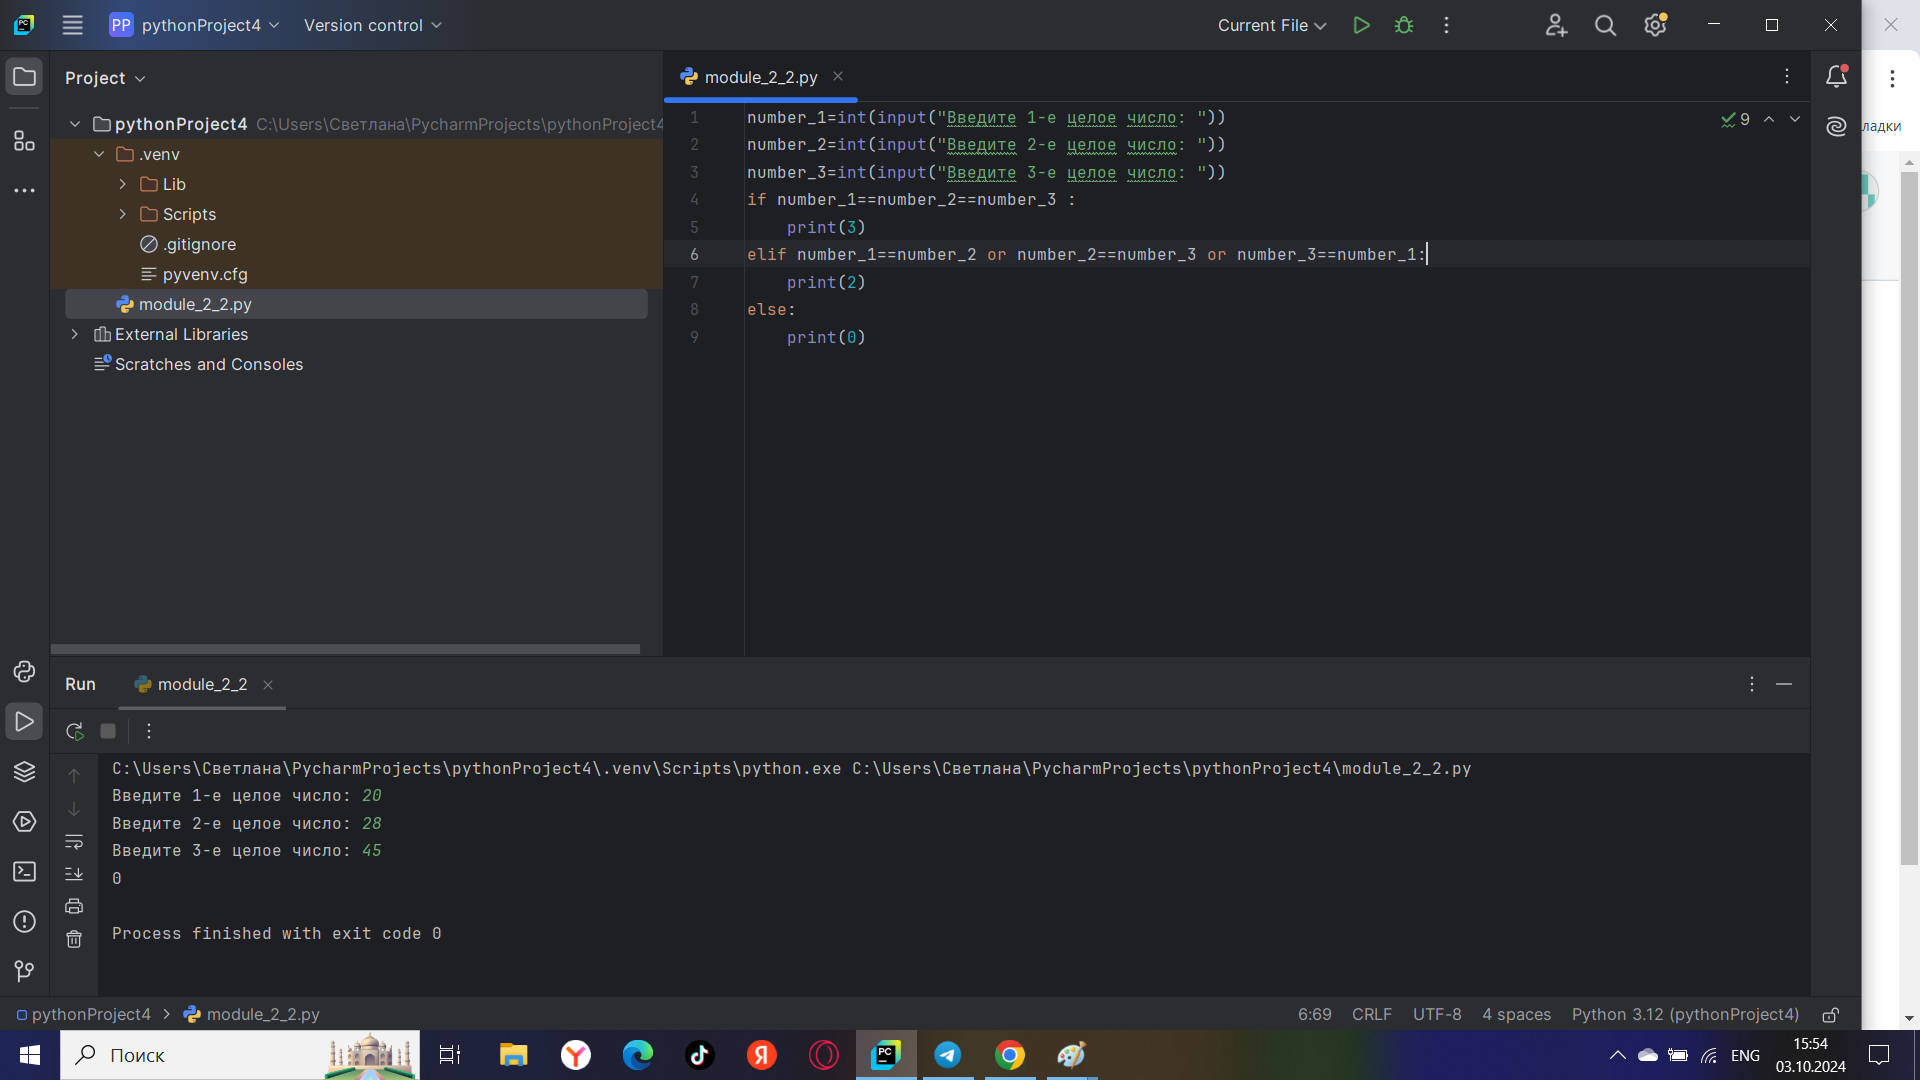 PP pythonProject4 Version control Current File
Project
module_2_2.py
pythonProject4 C:\Users\Светлана\PycharmProjects\pythonProject4
.venv
Lib
Scripts
.gitignore
pyvenv.cfg
module_2_2.py
External Libraries
Scratches and Consoles
1 number_1=int(input("Введите 1-е целое число: "))
2 number_2=int(input("Введите 2-е целое число: "))
3 number_3=int(input("Введите 3-е целое число: "))
4 if number_1==number_2==number_3 :
5     print(3)
6 elif number_1==number_2 or number_2==number_3 or number_3==number_1:
7     print(2)
8 else:
9     print(0)
9
ладки
Run module_2_2
C:\Users\Светлана\PycharmProjects\pythonProject4\.venv\Scripts\python.exe C:\Users\Светлана\PycharmProjects\pythonProject4\module_2_2.py
Введите 1-е целое число: 20
Введите 2-е целое число: 28
Введите 3-е целое число: 45
0
Process finished with exit code 0
pythonProject4 module_2_2.py 6:69 CRLF UTF-8 4 spaces Python 3.12 (pythonProject4)
Поиск
PC
ENG
15:54
03.10.2024